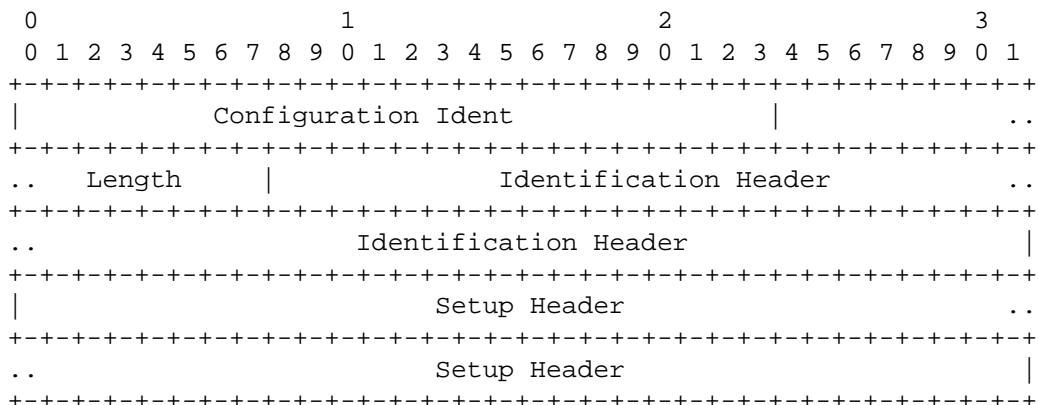 0                   1                   2                   3
 0 1 2 3 4 5 6 7 8 9 0 1 2 3 4 5 6 7 8 9 0 1 2 3 4 5 6 7 8 9 0 1
+-+-+-+-+-+-+-+-+-+-+-+-+-+-+-+-+-+-+-+-+-+-+-+-+-+-+-+-+-+-+-+-+
|            Configuration Ident                |              ..
+-+-+-+-+-+-+-+-+-+-+-+-+-+-+-+-+-+-+-+-+-+-+-+-+-+-+-+-+-+-+-+-+
..   Length     |              Identification Header           ..
+-+-+-+-+-+-+-+-+-+-+-+-+-+-+-+-+-+-+-+-+-+-+-+-+-+-+-+-+-+-+-+-+
..                    Identification Header                     |
+-+-+-+-+-+-+-+-+-+-+-+-+-+-+-+-+-+-+-+-+-+-+-+-+-+-+-+-+-+-+-+-+
|                          Setup Header                        ..
+-+-+-+-+-+-+-+-+-+-+-+-+-+-+-+-+-+-+-+-+-+-+-+-+-+-+-+-+-+-+-+-+
..                         Setup Header                         |
+-+-+-+-+-+-+-+-+-+-+-+-+-+-+-+-+-+-+-+-+-+-+-+-+-+-+-+-+-+-+-+-+